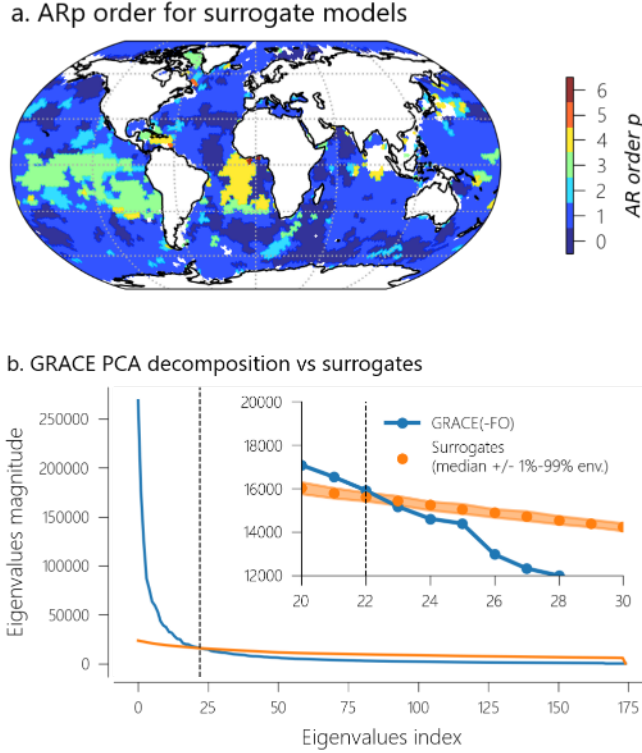 a. ARp order for surrogate models
6
5
4
3
2
1
0
AR order p
b. GRACE PCA decomposition vs surrogates
Eigenvalues magnitude
250000
200000
150000
100000
50000
0
20000
18000
16000
14000
12000
GRACE(-FO)
Surrogates
(median +/- 1%-99% env.)
20 22 24 26 28 30
0 25 50 75 100 125 150 175
Eigenvalues index